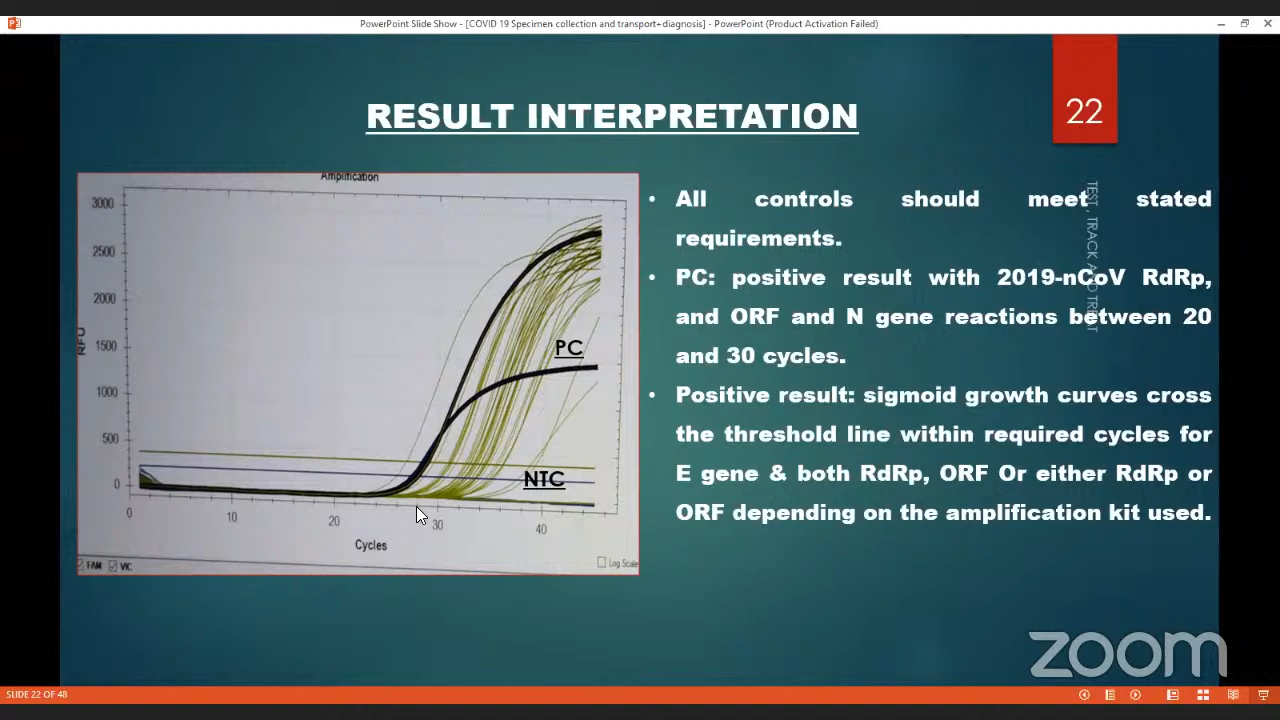 PowerPoint Slide Show - [COVID 19 Specimen collection and transport+diagnosis] - PowerPoint (Product Activation Failed)
RESULT INTERPRETATION
22
TEST, TRACK AND TREAT
Amplification
3000
2500
2000
1500
1000
500
0
RFU
PC
NTC
0 10 20 30 40
Cycles
FAM VIC
Log Scale
• All controls should meet stated
requirements.
• PC: positive result with 2019-nCoV RdRp,
and ORF and N gene reactions between 20
and 30 cycles.
• Positive result: sigmoid growth curves cross
the threshold line within required cycles for
E gene & both RdRp, ORF Or either RdRp or
ORF depending on the amplification kit used.
zoom
SLIDE 22 OF 48